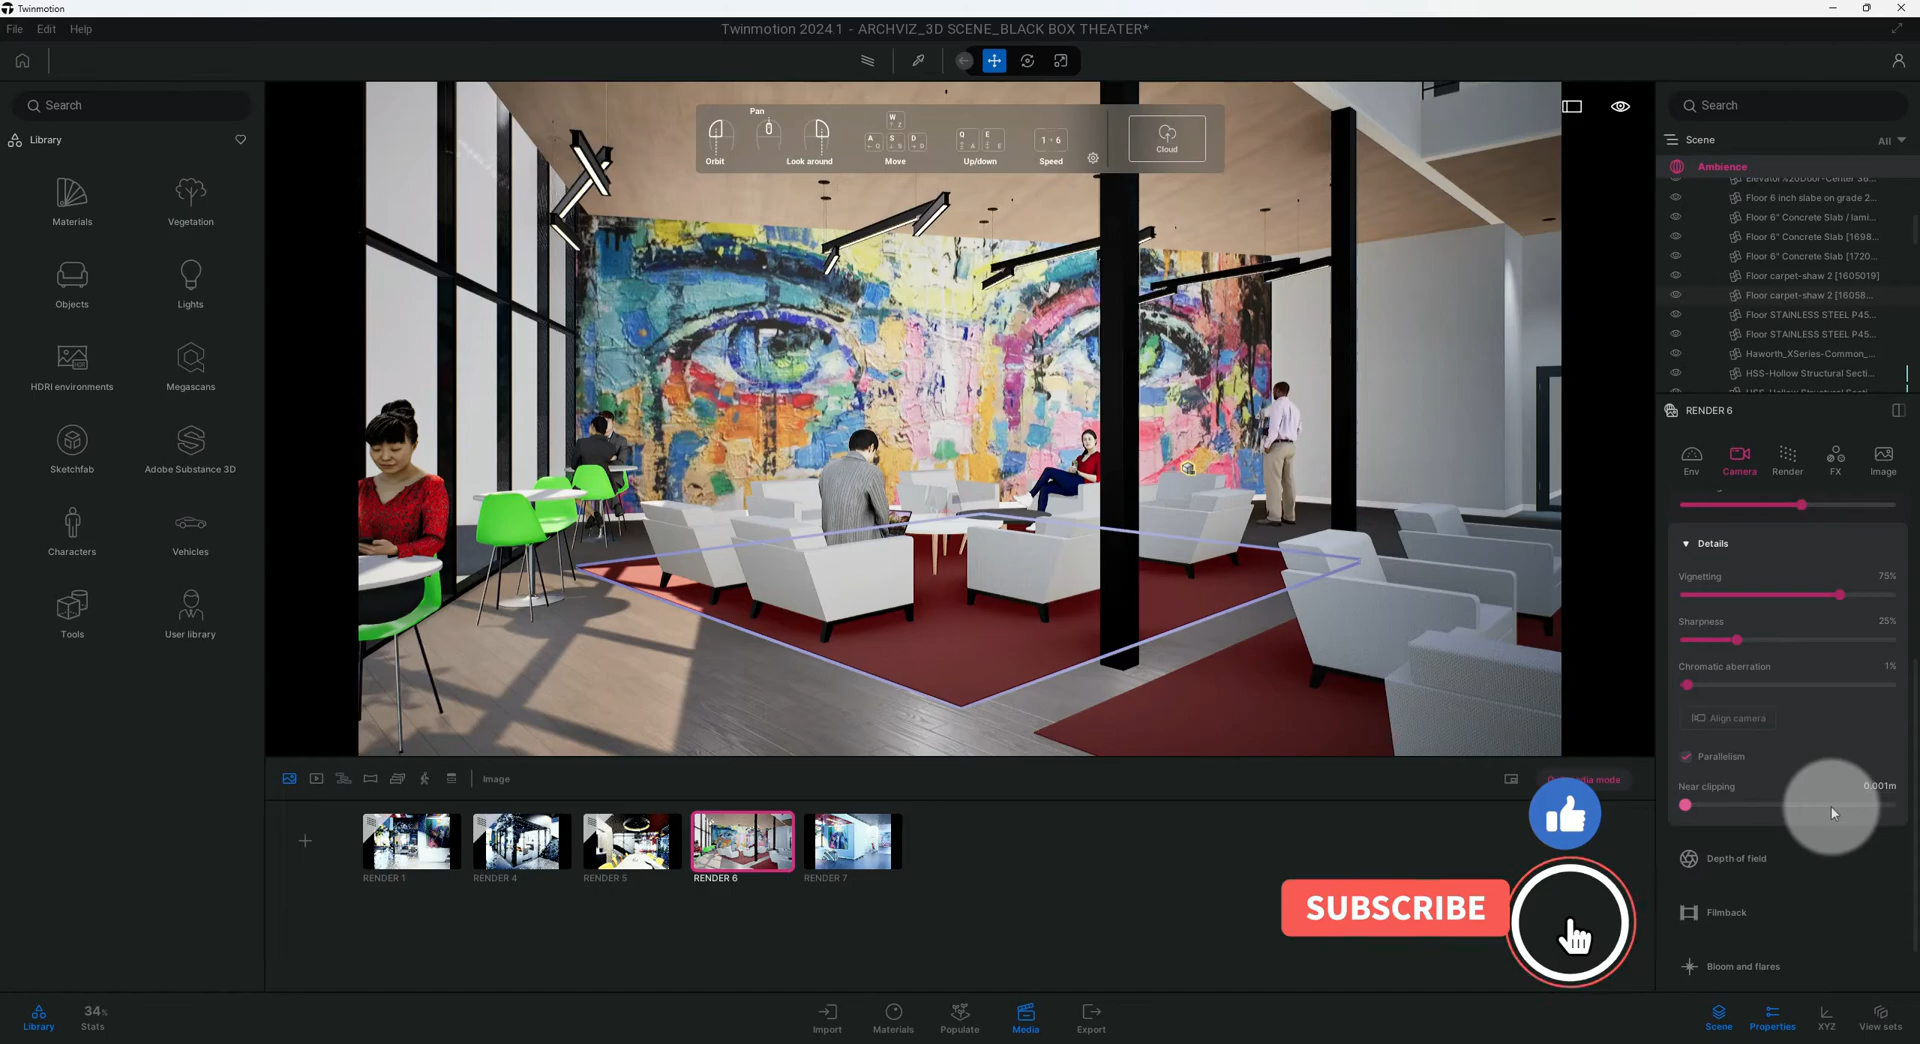 Twinmotion
File Edit Help
Twinmotion 2024.1 - ARCHVIZ_3D SCENE_BLACK BOX THEATER*
Search
Library
Materials Vegetation
Objects Lights
HDRI environments Megascans
Sketchfab Adobe Substance 3D
Characters Vehicles
Tools User library
Pan
Orbit Look around Move Up/down Speed Cloud
W
A S D
Q E
1 - 6
Search
Scene All
Ambience
Floor 6 inch slabe on grade 2...
Floor 6" Concrete Slab / lami...
Floor 6" Concrete Slab [1698...
Floor 6" Concrete Slab [1720...
Floor carpet-shaw 2 [1605019]
Floor carpet-shaw 2 [16058...
Floor STAINLESS STEEL P45...
Floor STAINLESS STEEL P45...
Haworth_XSeries-Common_...
HSS-Hollow Structural Secti...
RENDER 6
Env Camera Render FX Image
Details
Vignetting 75%
Sharpness 25%
Chromatic aberration 1%
Align camera
Parallelism
Near clipping 0.001m
Depth of field
Filmback
Bloom and flares
Image
RENDER 1 RENDER 4 RENDER 5 RENDER 6 RENDER 7
SUBSCRIBE
Library 34% Stats
Import Materials Populate Media Export
Scene Properties XYZ View sets